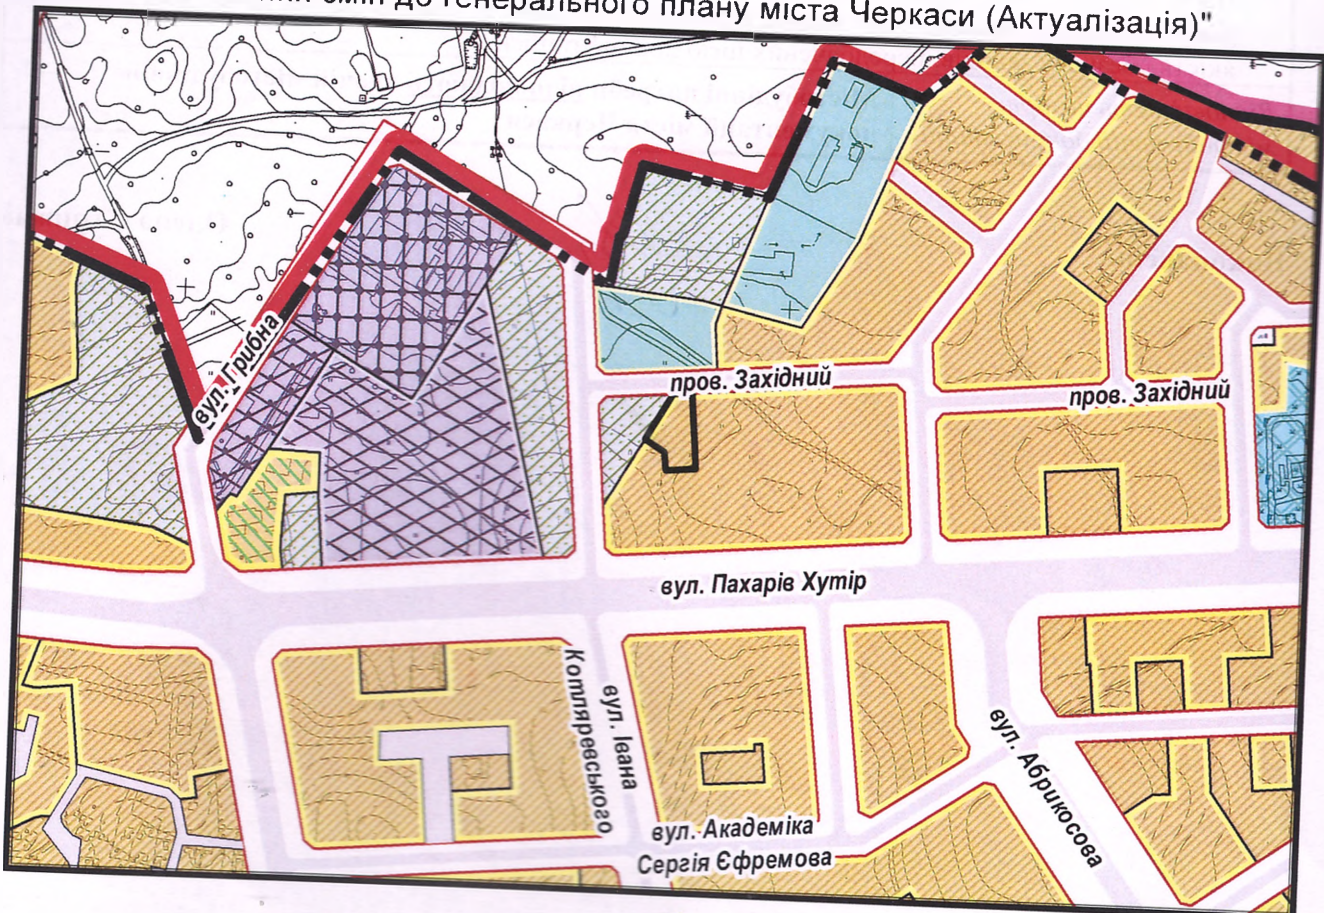 змін до генерального плану міста Черкаси (Актуалізація)"
вул. Грибна
пров. Західний
пров. Західний
вул. Пахарів Хутір
вул. Івана
Котляревського
вул. Абрикосова
вул. Академіка
Сергія Єфремова